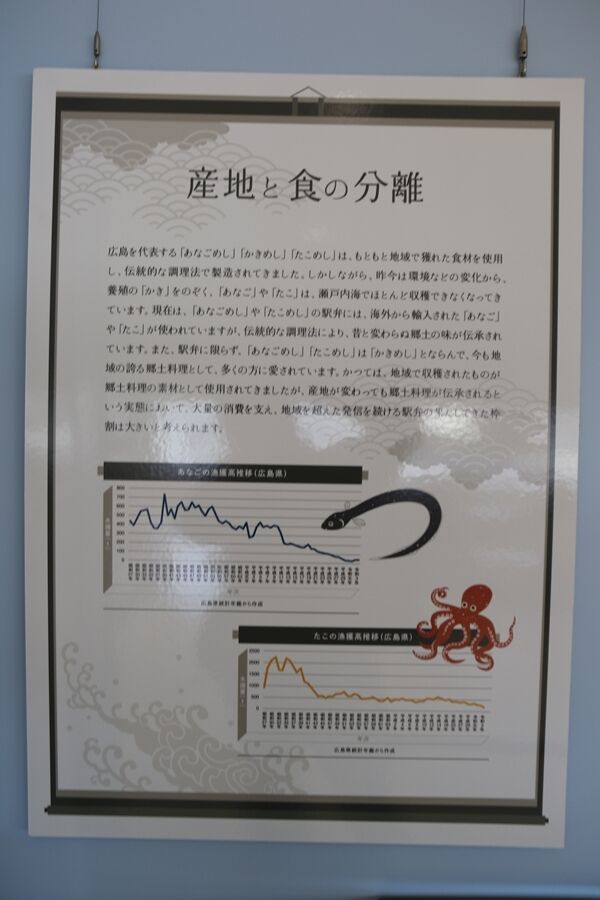 産地と食の分離
広島を代表する「あなごめし」「かきめし」「たこめし」は、もともと地域で獲れた食材を使用
し、伝統的な調理法で製造されてきました。しかしながら、昨今は環境などの変化から、
養殖の「かき」をのぞく、「あなご」や「たこ」は、瀬戸内海でほとんど収穫できなくなってき
ています。現在は、「あなごめし」や「たこめし」の駅弁には、海外から輸入された「あなご」
や「たこ」が使われていますが、伝統的な調理法により、昔と変わらぬ郷土の味が伝承され
ています。また、駅弁に限らず、「あなごめし」「たこめし」は「かきめし」とならんで、今も地
域の誇る郷土料理として、多くの方に愛されています。かつては、地域で収穫されたものが
郷土料理の素材として使用されてきましたが、産地が変わっても郷土料理が伝承されると
いう実態において、大量の消費を支え、地域を超えた発信を続ける駅弁の果たしてきた枠
割は大きいと考えられます。
あなごの漁獲高推移(広島県)
800
700
600
500
400
300
200
100
0
年次
広島県統計年鑑から作成
たこの漁獲高推移(広島県)
2500
2000
1500
1000
500
0
年次
広島県統計年鑑から作成